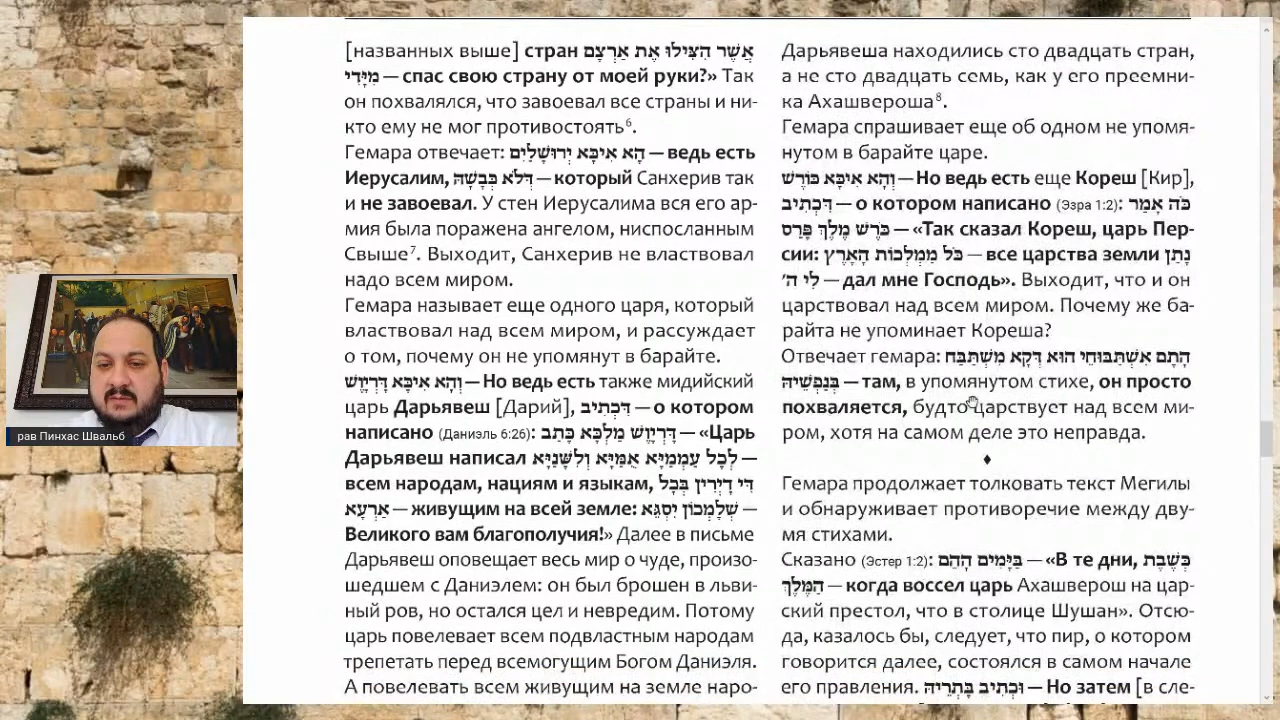 [названных выше] стран אֲשֶׁר הִצִּילוּ אֶת אַרְצָם
מִיָּדִי — спас свою страну от моей руки?» Так
он похвалялся, что завоевал все страны и ни-
кто ему не мог противостоять⁶.
Гемара отвечает: הָא אִיכָּא יְרוּשָׁלַיִם — ведь есть
Иерусалим, דְּלֹא כְּבָשָׁהּ — который Санхерив так
и не завоевал. У стен Иерусалима вся его ар-
мия была поражена ангелом, ниспосланным
Свыше⁷. Выходит, Санхерив не властвовал
надо всем миром.
Гемара называет еще одного царя, который
властвовал над всем миром, и рассуждает
о том, почему он не упомянут в барайте.
וְהָא אִיכָּא דָּרְיָוֶשׁ — Но ведь есть также мидийский
царь Дарьявеш [Дарий], דִּכְתִיב — о котором
написано (Даниэль 6:26): דָּרְיָוֶשׁ מַלְכָּא כָּתַב — «Царь
Дарьявеш написал לְכָל עַמְמַיָּא אֻמַּיָּא וְלִשָּׁנַיָּא —
всем народам, нациям и языкам, דִּי דָיְרִין בְּכָל
אַרְעָא — живущим на всей земле: שְׁלָמְכוֹן יִסְגֵּא —
Великого вам благополучия!» Далее в письме
Дарьявеш оповещает весь мир о чуде, произо-
шедшем с Даниэлем: он был брошен в льви-
ный ров, но остался цел и невредим. Потому
царь повелевает всем подвластным народам
трепетать перед всемогущим Богом Даниэля.
А повелевать всем живущим на земле наро-
Дарьявеша находились сто двадцать стран,
а не сто двадцать семь, как у его преемни-
ка Ахашвероша⁸.
Гемара спрашивает еще об одном не упомя-
нутом в барайте царе.
וְהָא אִיכָּא כּוֹרֶשׁ — Но ведь есть еще Кореш [Кир],
דִּכְתִיב — о котором написано (Эзра 1:2): כֹּה אָמַר
כֹּרֶשׁ מֶלֶךְ פָּרַס — «Так сказал Кореш, царь Пер-
сии: כֹּל מַמְלְכוֹת הָאָרֶץ — все царства земли נָתַן
לִי ה׳ — дал мне Господь». Выходит, что и он
царствовал над всем миром. Почему же ба-
райта не упоминает Кореша?
Отвечает гемара: הָתָם אִשְׁתַּבּוּחֵי הוּא דְּקָא מִשְׁתַּבַּח
בְּנַפְשֵׁיהּ — там, в упомянутом стихе, он просто
похваляется, будто царствует над всем ми-
ром, хотя на самом деле это неправда.
♦
Гемара продолжает толковать текст Мегилы
и обнаруживает противоречие между дву-
мя стихами.
Сказано (Эстер 1:2): בַּיָּמִים הָהֵם — «В те дни, כְּשֶׁבֶת
הַמֶּלֶךְ — когда воссел царь Ахашверош на цар-
ский престол, что в столице Шушан». Отсю-
да, казалось бы, следует, что пир, о котором
говорится далее, состоялся в самом начале
его правления. וּכְתִיב בַּתְרֵיהּ — Но затем [в сле-
рав Пинхас Швальб